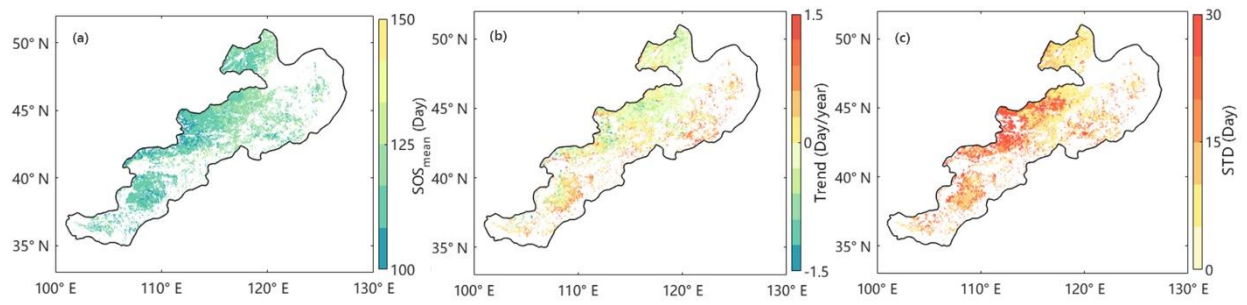 (a)
50° N
45° N
40° N
35° N
100° E
110° E
120° E
130° E
150
125
100
SOSmean (Day)
(b)
50° N
45° N
40° N
35° N
100° E
110° E
120° E
130° E
1.5
0
-1.5
Trend (Day/year)
(c)
50° N
45° N
40° N
35° N
100° E
110° E
120° E
130° E
30
15
0
STD (Day)